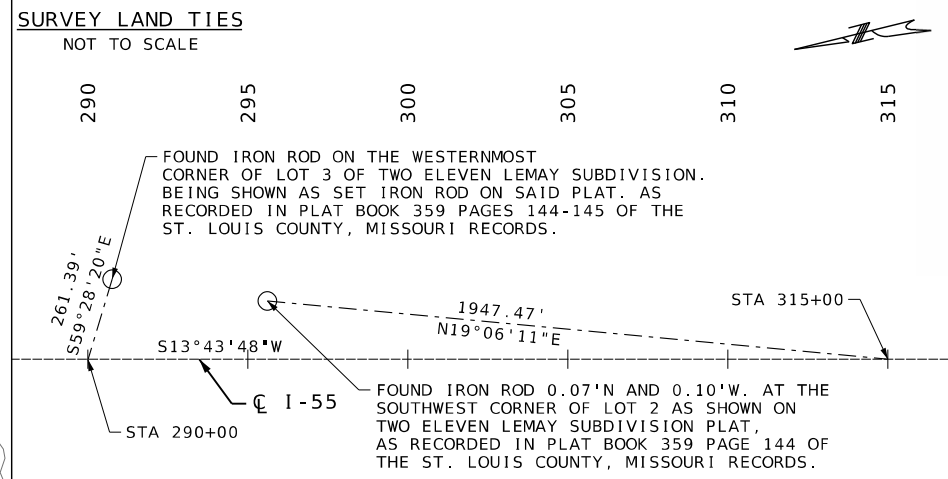 SURVEY LAND TIES
NOT TO SCALE
290
295
300
305
310
315
FOUND IRON ROD ON THE WESTERNMOST
CORNER OF LOT 3 OF TWO ELEVEN LEMAY SUBDIVISION.
BEING SHOWN AS SET IRON ROD ON SAID PLAT. AS
RECORDED IN PLAT BOOK 359 PAGES 144-145 OF THE
ST. LOUIS COUNTY, MISSOURI RECORDS.
261.39'
S59°28'20"E
1947.47'
N19°06'11"E
STA 315+00
S13°43'48"W
℄ I-55
STA 290+00
FOUND IRON ROD 0.07'N AND 0.10'W. AT THE
SOUTHWEST CORNER OF LOT 2 AS SHOWN ON
TWO ELEVEN LEMAY SUBDIVISION PLAT,
AS RECORDED IN PLAT BOOK 359 PAGE 144 OF
THE ST. LOUIS COUNTY, MISSOURI RECORDS.